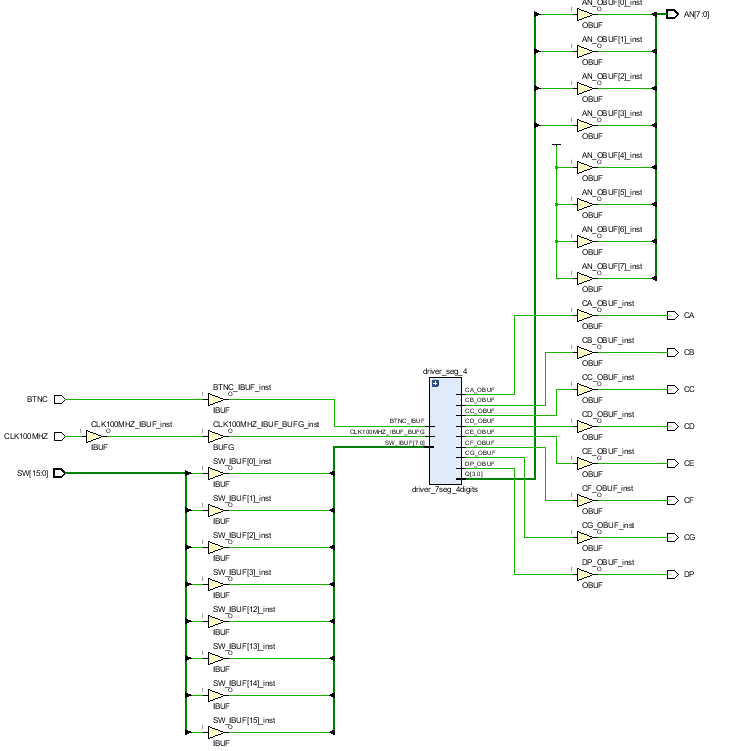 AN_OBUF[0]_inst
I
O
AN[7:0]
OBUF
AN_OBUF[1]_inst
I
O
OBUF
AN_OBUF[2]_inst
I
O
OBUF
AN_OBUF[3]_inst
I
O
OBUF
AN_OBUF[4]_inst
I
O
OBUF
AN_OBUF[5]_inst
I
O
OBUF
AN_OBUF[6]_inst
I
O
OBUF
AN_OBUF[7]_inst
I
O
OBUF
CA_OBUF_inst
I
O
CA
OBUF
CB_OBUF_inst
I
O
CB
OBUF
CC_OBUF_inst
I
O
CC
OBUF
CD_OBUF_inst
I
O
CD
OBUF
CE_OBUF_inst
I
O
CE
OBUF
CF_OBUF_inst
I
O
CF
OBUF
CG_OBUF_inst
I
O
CG
OBUF
DP_OBUF_inst
I
O
DP
OBUF
driver_seg_4
CA_OBUF
CB_OBUF
CC_OBUF
BTNC_IBUF
CD_OBUF
CLK100MHZ_IBUF_BUFG
CE_OBUF
SW_IBUF[7:0]
CF_OBUF
CG_OBUF
DP_OBUF
Q[3:0]
driver_7seg_4digits
BTNC_IBUF_inst
BTNC
I
O
IBUF
CLK100MHZ_IBUF_inst
CLK100MHZ_IBUF_BUFG_inst
CLK100MHZ
I
O
I
O
IBUF
BUFG
SW_IBUF[0]_inst
SW[15:0]
I
O
IBUF
SW_IBUF[1]_inst
I
O
IBUF
SW_IBUF[2]_inst
I
O
IBUF
SW_IBUF[3]_inst
I
O
IBUF
SW_IBUF[12]_inst
I
O
IBUF
SW_IBUF[13]_inst
I
O
IBUF
SW_IBUF[14]_inst
I
O
IBUF
SW_IBUF[15]_inst
I
O
IBUF